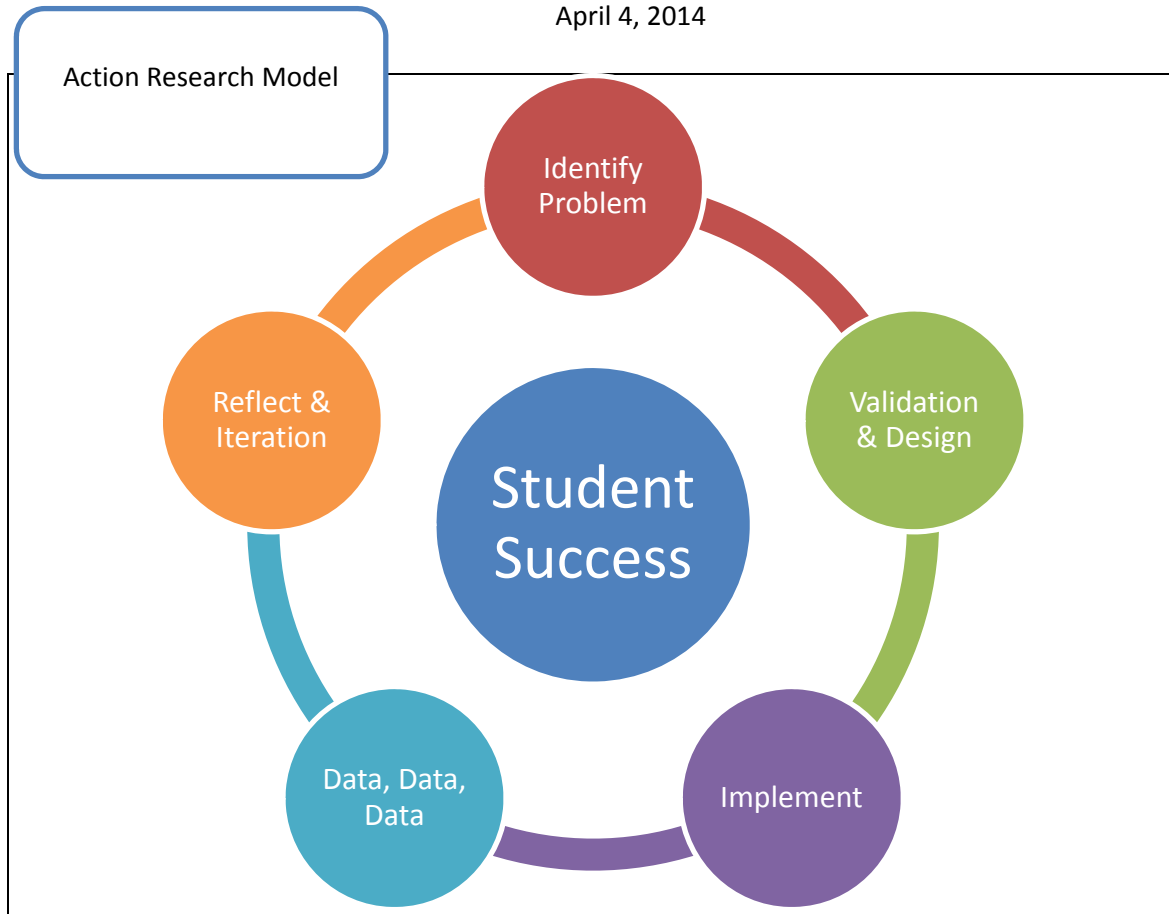 April 4, 2014
Action Research Model
Identify
Problem
Validation
& Design
Implement
Data, Data,
Data
Reflect &
Iteration
Student
Success